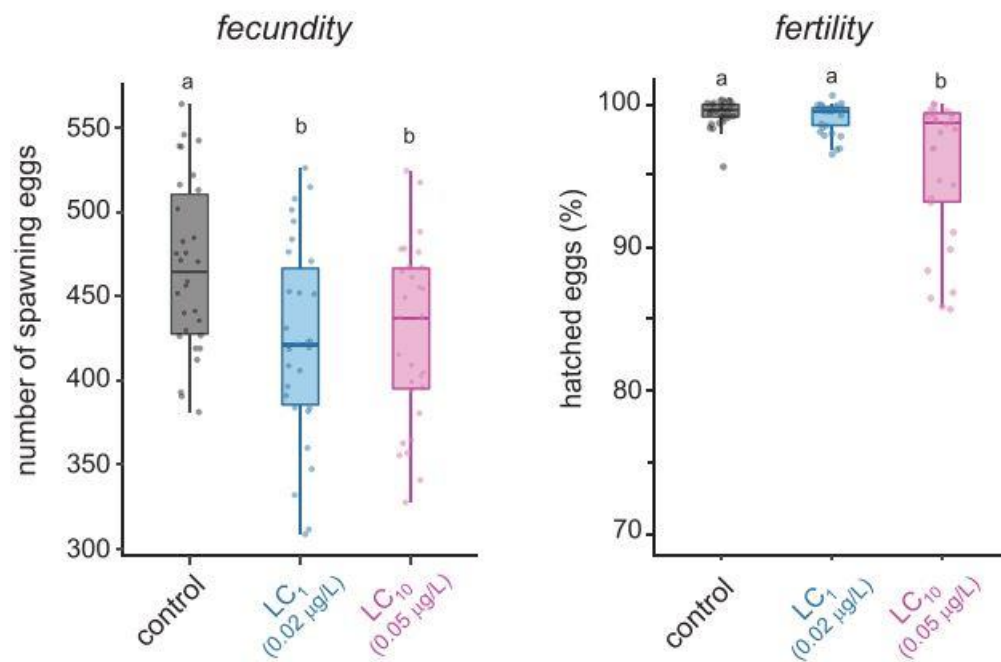 fecundity
number of spawning eggs
550
500
450
400
350
300
a
b
b
control
LC₁
(0.02 µg/L)
LC₁₀
(0.05 µg/L)
fertility
hatched eggs (%)
100
90
80
70
a
a
b
control
LC₁
(0.02 µg/L)
LC₁₀
(0.05 µg/L)